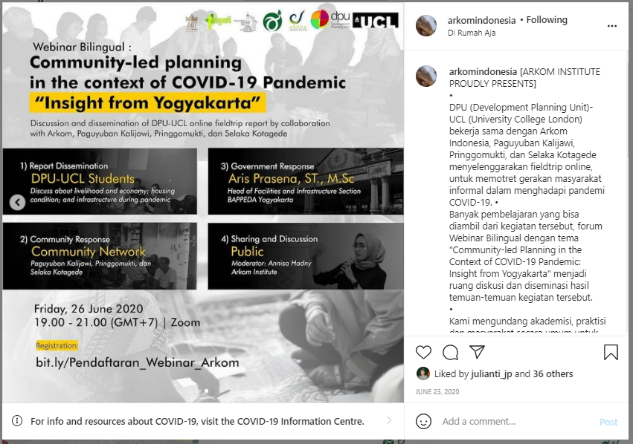 dpu
UCL
Webinar Bilingual :
Community-led planning
in the context of COVID-19 Pandemic
"Insight from Yogyakarta"
Discussion and dissemination of DPU-UCL online fieldtrip report by collaboration
with Arkom, Paguyuban Kalijawi, Pringgomukti, dan Selaka Kotagede
1) Report Dissemination
DPU-UCL Students
Discuss about livelihood and economy; housing
condition; and infrastructure during pandemic
3) Government Response
Aris Prasena, ST., M.Sc
Head of Facilities and Infrastructure Section
BAPPEDA Yogyakarta
2) Community Response
Community Network
Paguyuban Kalijawi, Pringgomukti, dan
Selaka Kotagede
4) Sharing and Discussion
Public
Moderator: Annisa Hadny
Arkom Institute
Friday, 26 June 2020
19.00 - 21.00 (GMT+7) | Zoom
Registration:
bit.ly/Pendaftaran_Webinar_Arkom
For info and resources about COVID-19, visit the COVID-19 Information Centre.
arkomindonesia • Following
Di Rumah Aja
arkomindonesia [ARKOM INSTITUTE
PROUDLY PRESENTS]
•
DPU (Development Planning Unit)-
UCL (University College London)
bekerja sama dengan Arkom
Indonesia, Paguyuban Kalijawi,
Pringgomukti, dan Selaka Kotagede
menyelenggarakan fieldtrip online,
untuk memotret gerakan masyarakat
informal dalam menghadapi pandemi
COVID-19. •
Banyak pembelajaran yang bisa
diambil dari kegiatan tersebut, forum
Webinar Bilingual dengan tema
"Community-led Planning in the
Context of COVID-19 Pandemic:
Insight from Yogyakarta" menjadi
ruang diskusi dan diseminasi hasil
temuan-temuan kegiatan tersebut.
•
Kami mengundang akademisi, praktisi
dan masyarakat secara umum untuk
Liked by julianti_jp and 36 others
JUNE 23, 2020
Add a comment...
Post